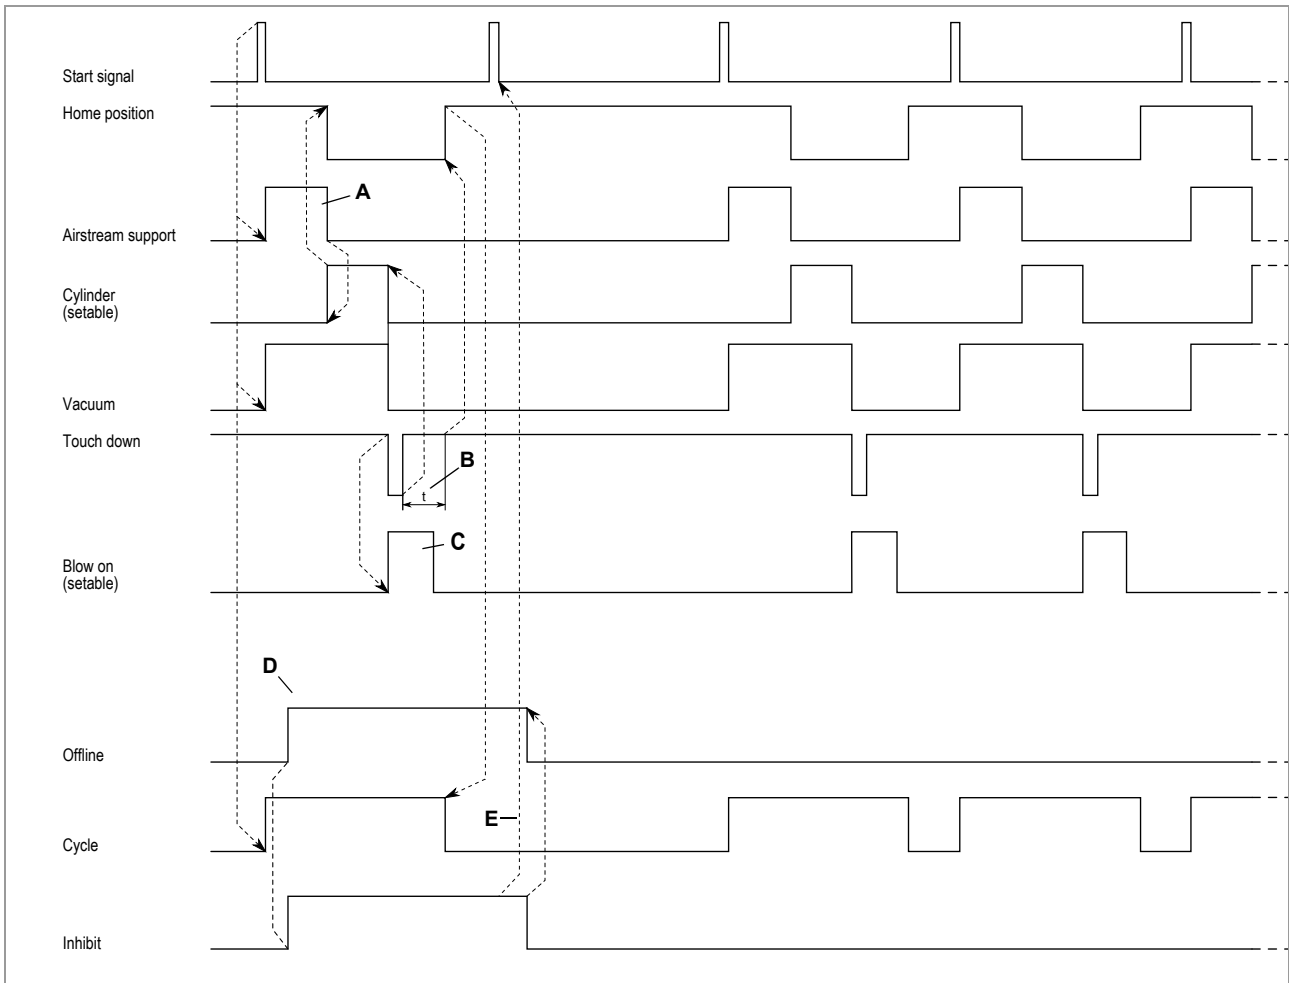 Start signal
Home position
A
Airstream support
Cylinder
(setable)
Vacuum
Touch down
B
t
C
Blow on
(setable)
D
Offline
E
Cycle
Inhibit